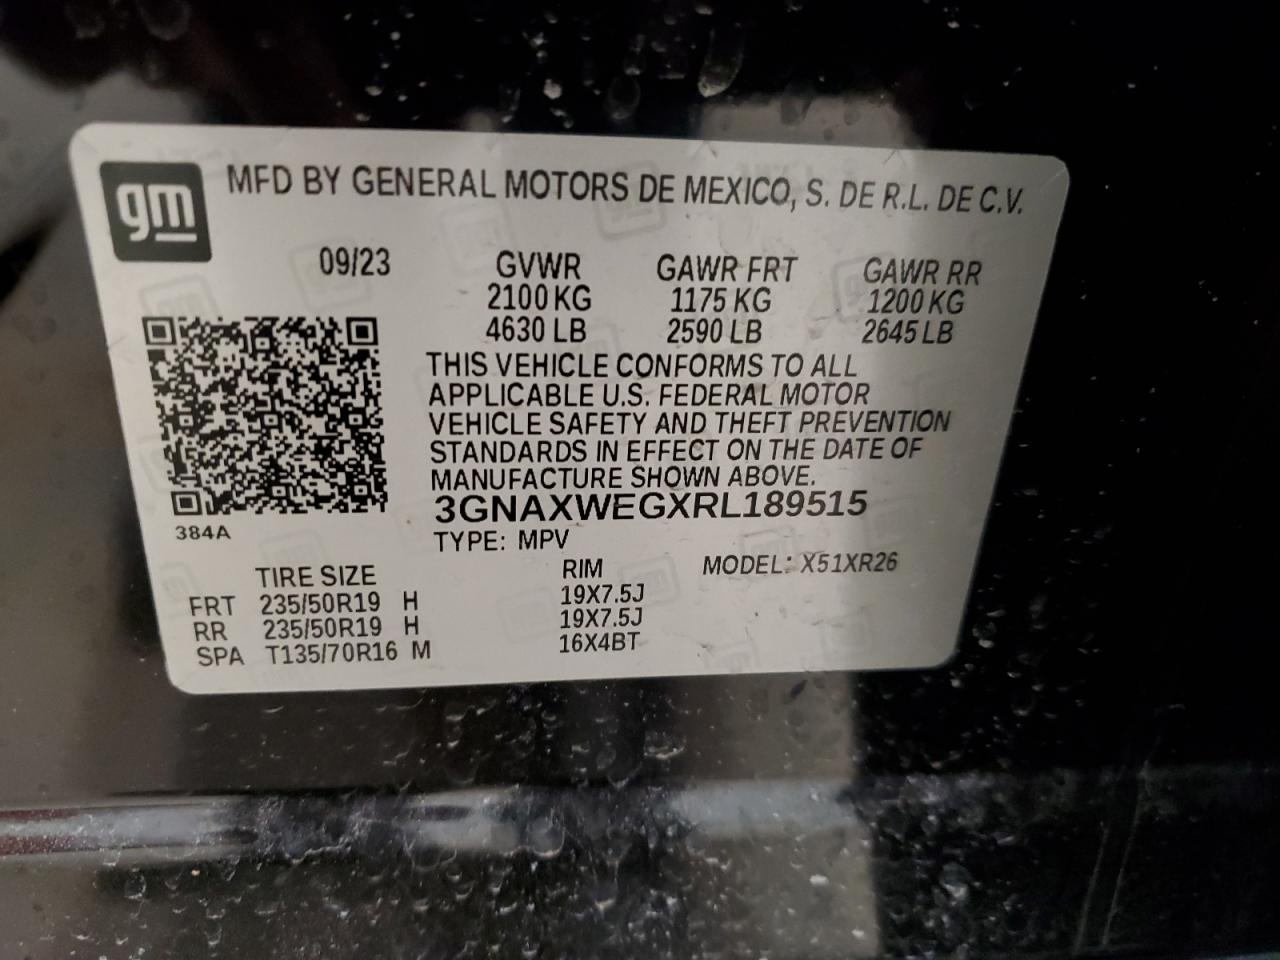 gm
MFD BY GENERAL MOTORS DE MEXICO, S. DE R.L. DE C.V.
09/23 GVWR GAWR FRT GAWR RR
2100 KG 1175 KG 1200 KG
4630 LB 2590 LB 2645 LB
THIS VEHICLE CONFORMS TO ALL
APPLICABLE U.S. FEDERAL MOTOR
VEHICLE SAFETY AND THEFT PREVENTION
STANDARDS IN EFFECT ON THE DATE OF
MANUFACTURE SHOWN ABOVE.
3GNAXWEGXRL189515
384A
TYPE: MPV
TIRE SIZE RIM MODEL: X51XR26
FRT 235/50R19 H 19X7.5J
RR 235/50R19 H 19X7.5J
SPA T135/70R16 M 16X4BT